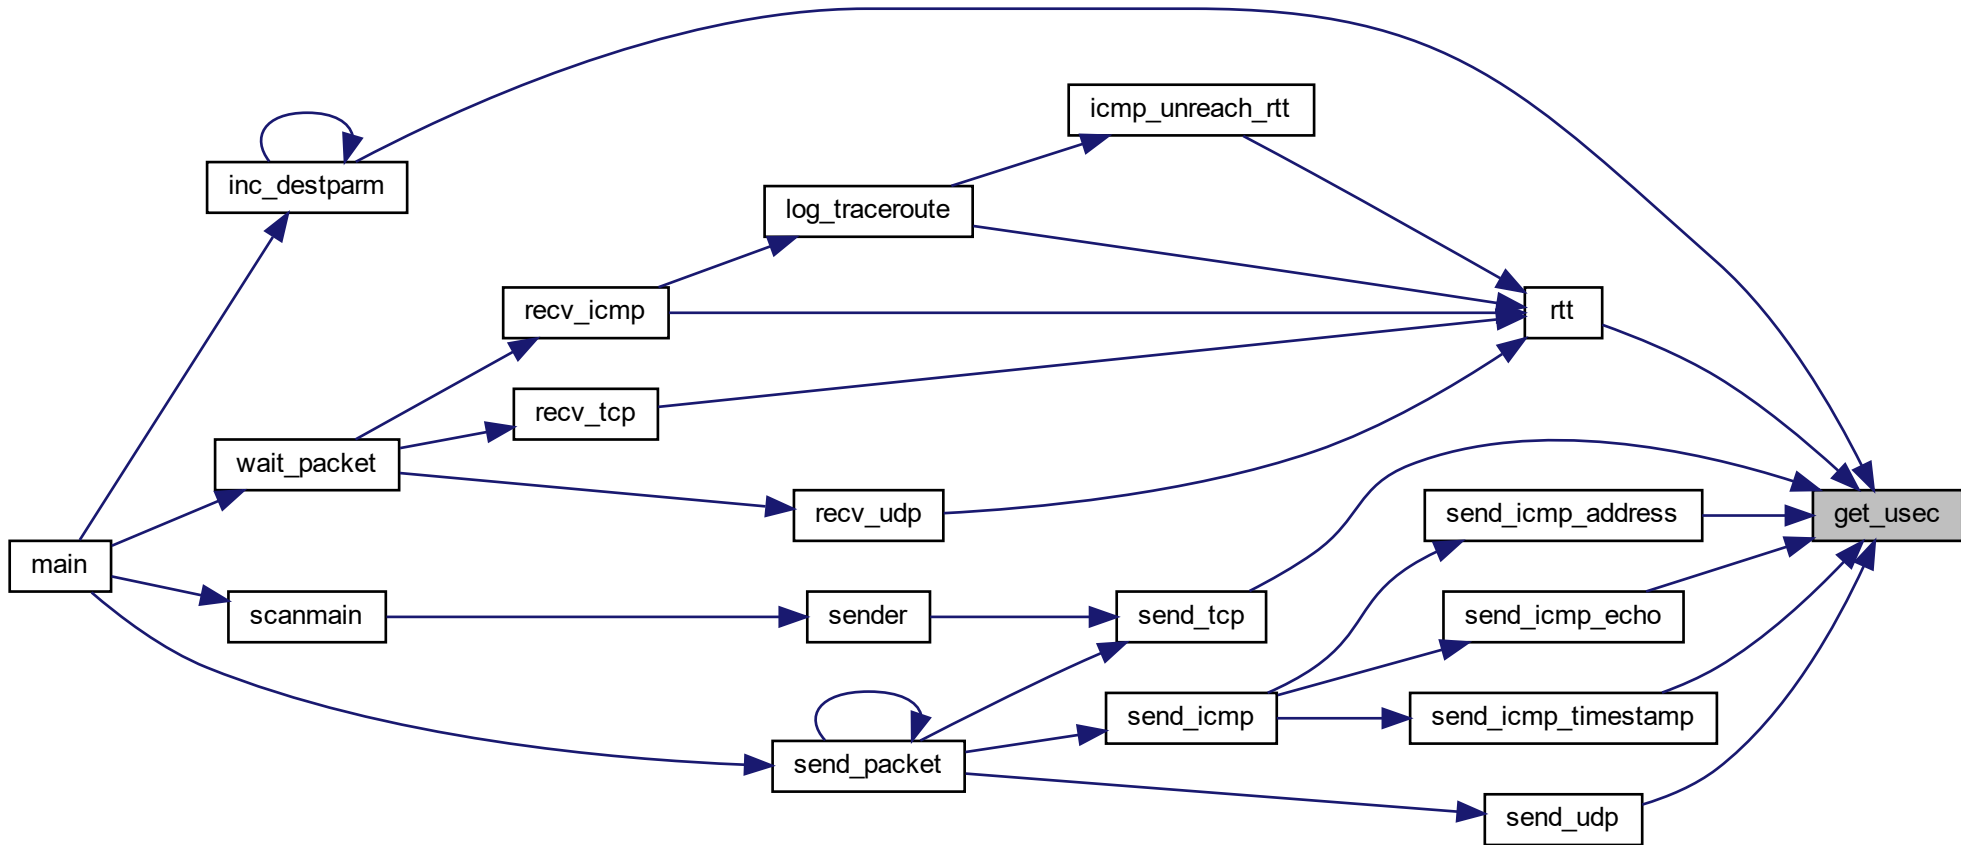 icmp_unreach_rtt
inc_destparm
log_traceroute
recv_icmp
rtt
recv_tcp
wait_packet
recv_udp
send_icmp_address
get_usec
main
scanmain
sender
send_tcp
send_icmp_echo
send_icmp
send_icmp_timestamp
send_packet
send_udp